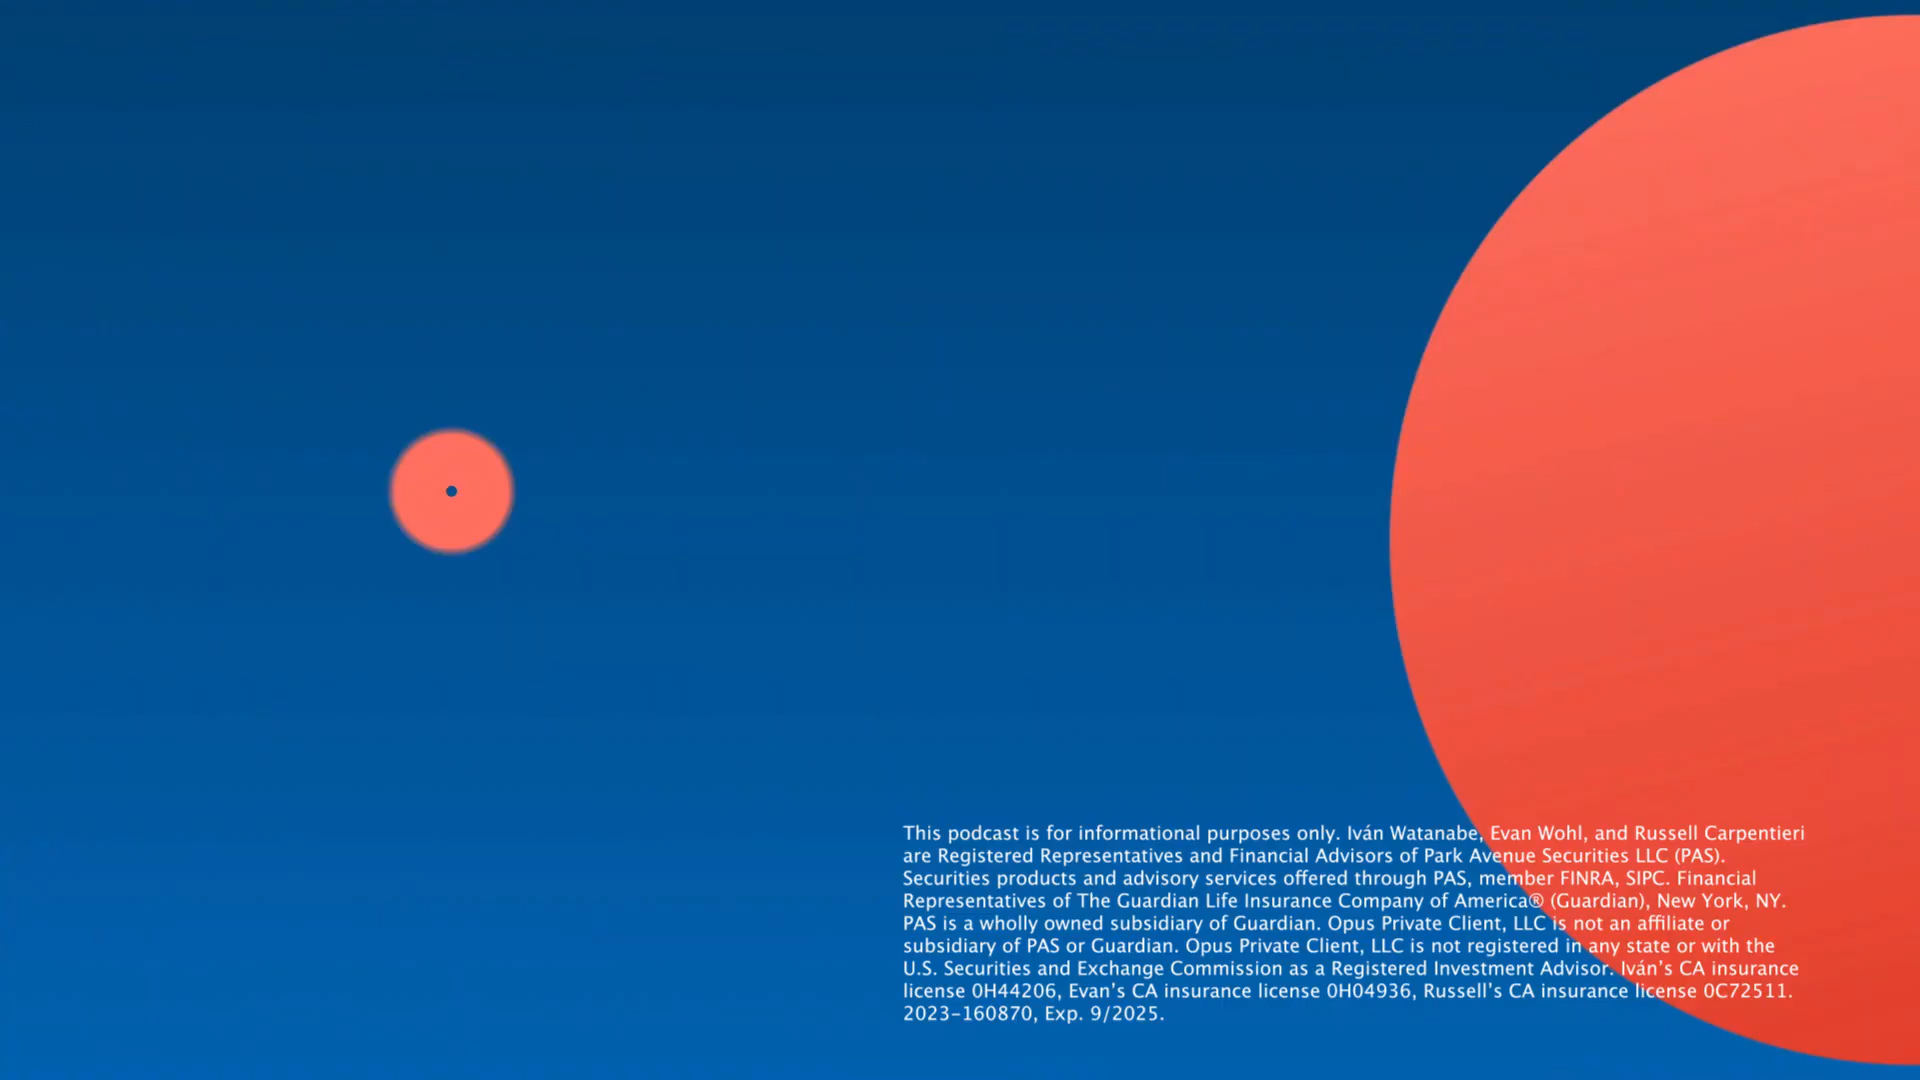 This podcast is for informational purposes only. Iván Watanabe, Evan Wohl, and Russell Carpentieri
are Registered Representatives and Financial Advisors of Park Avenue Securities LLC (PAS).
Securities products and advisory services offered through PAS, member FINRA, SIPC. Financial
Representatives of The Guardian Life Insurance Company of America® (Guardian), New York, NY.
PAS is a wholly owned subsidiary of Guardian. Opus Private Client, LLC is not an affiliate or
subsidiary of PAS or Guardian. Opus Private Client, LLC is not registered in any state or with the
U.S. Securities and Exchange Commission as a Registered Investment Advisor. Iván’s CA insurance
license 0H44206, Evan’s CA insurance license 0H04936, Russell’s CA insurance license 0C72511.
2023-160870, Exp. 9/2025.